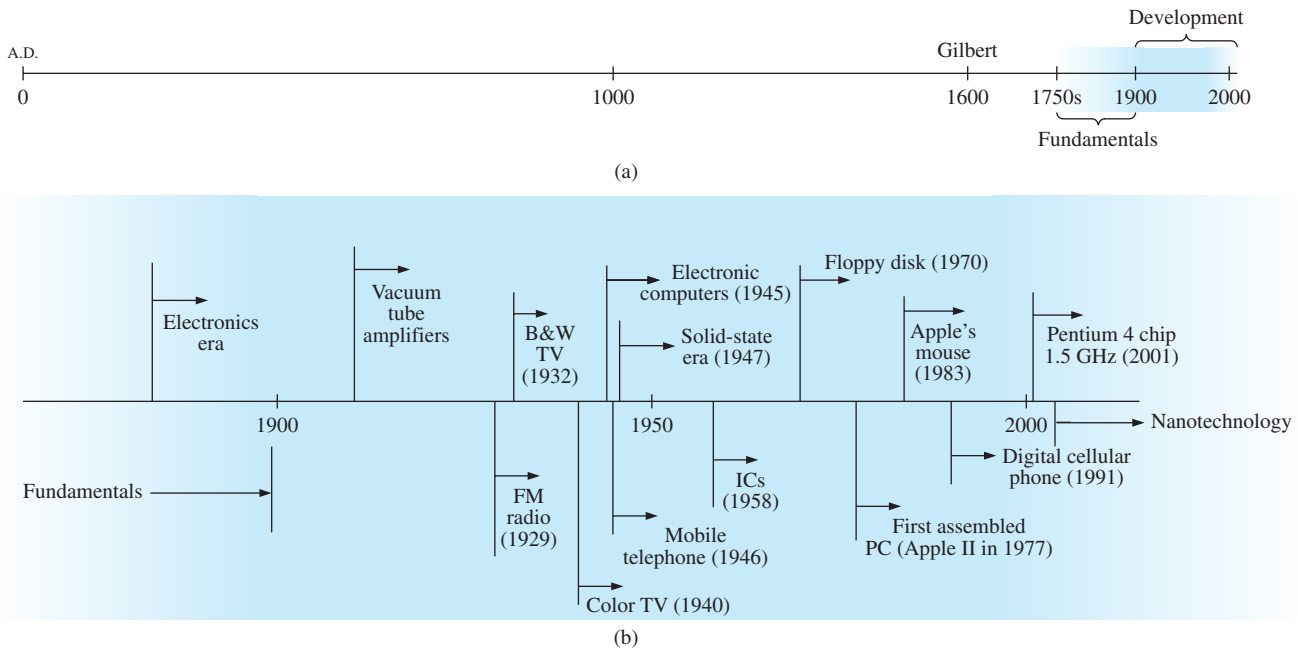 Development
A.D.
Gilbert
0
1000
1600
1750s
1900
2000
Fundamentals
(a)
Electronics
era
Vacuum
tube
amplifiers
B&W
TV
(1932)
Electronic
computers (1945)
Solid-state
era (1947)
Floppy disk (1970)
Apple's
mouse
(1983)
Pentium 4 chip
1.5 GHz (2001)
1900
1950
2000
Nanotechnology
Fundamentals
FM
radio
(1929)
Color TV (1940)
Mobile
telephone (1946)
ICs
(1958)
First assembled
PC (Apple II in 1977)
Digital cellular
phone (1991)
(b)